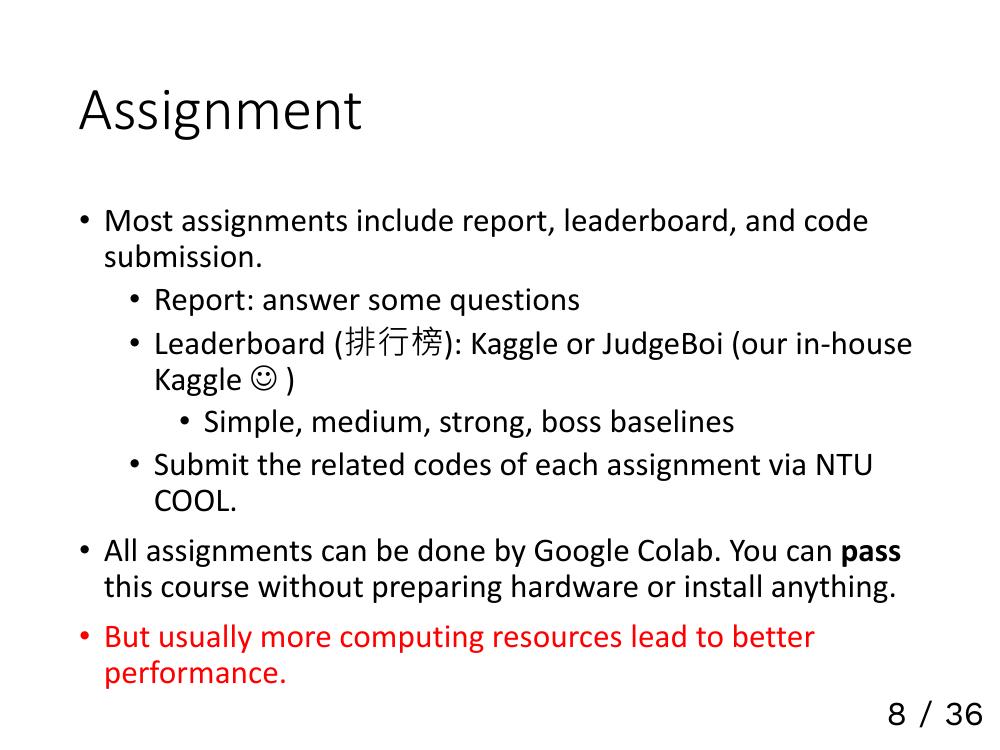 Assignment
• Most assignments include report, leaderboard, and code
submission.
• Report: answer some questions
• Leaderboard (排行榜): Kaggle or JudgeBoi (our in-house
Kaggle ☺ )
• Simple, medium, strong, boss baselines
• Submit the related codes of each assignment via NTU
COOL.
• All assignments can be done by Google Colab. You can pass
this course without preparing hardware or install anything.
• But usually more computing resources lead to better
performance.
8 / 36